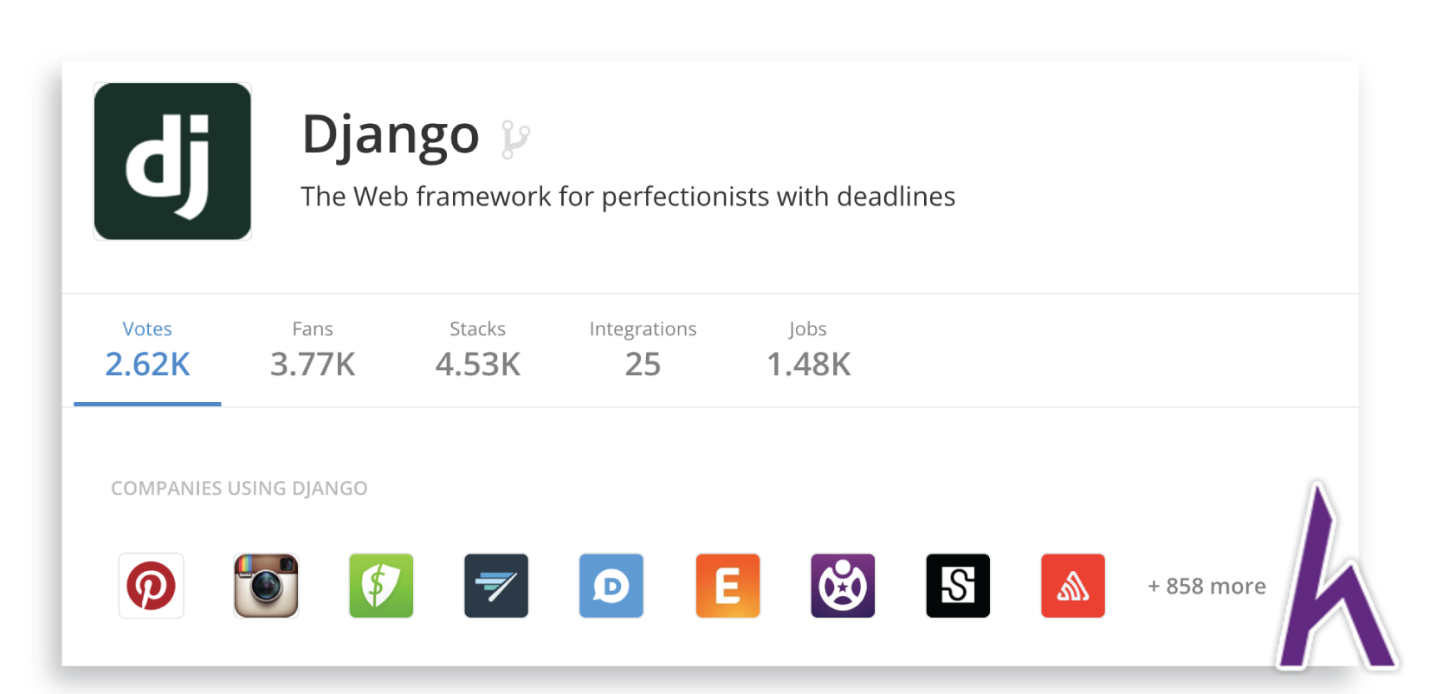 dj
Django
The Web framework for perfectionists with deadlines
Votes Fans Stacks Integrations Jobs
2.62K 3.77K 4.53K 25 1.48K
COMPANIES USING DJANGO
D E S
+ 858 more
h